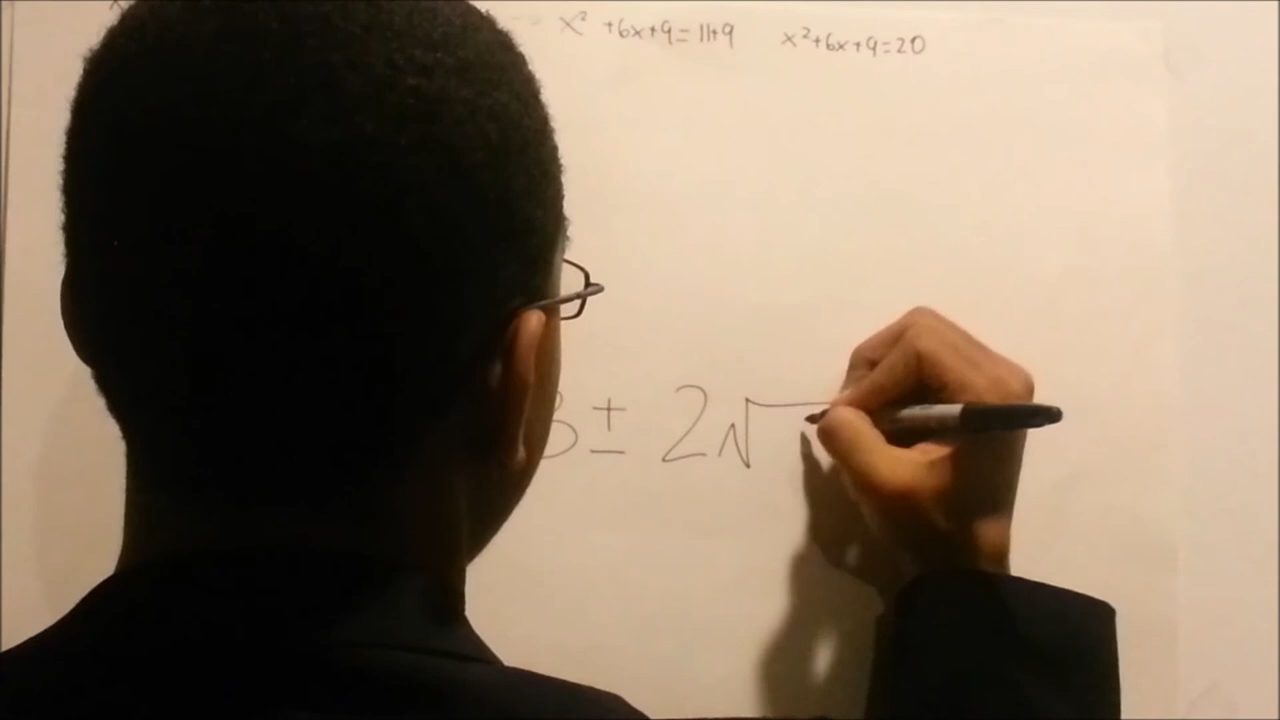 x² +6x+9=11+9 x²+6x+9=20
3 ± 2√